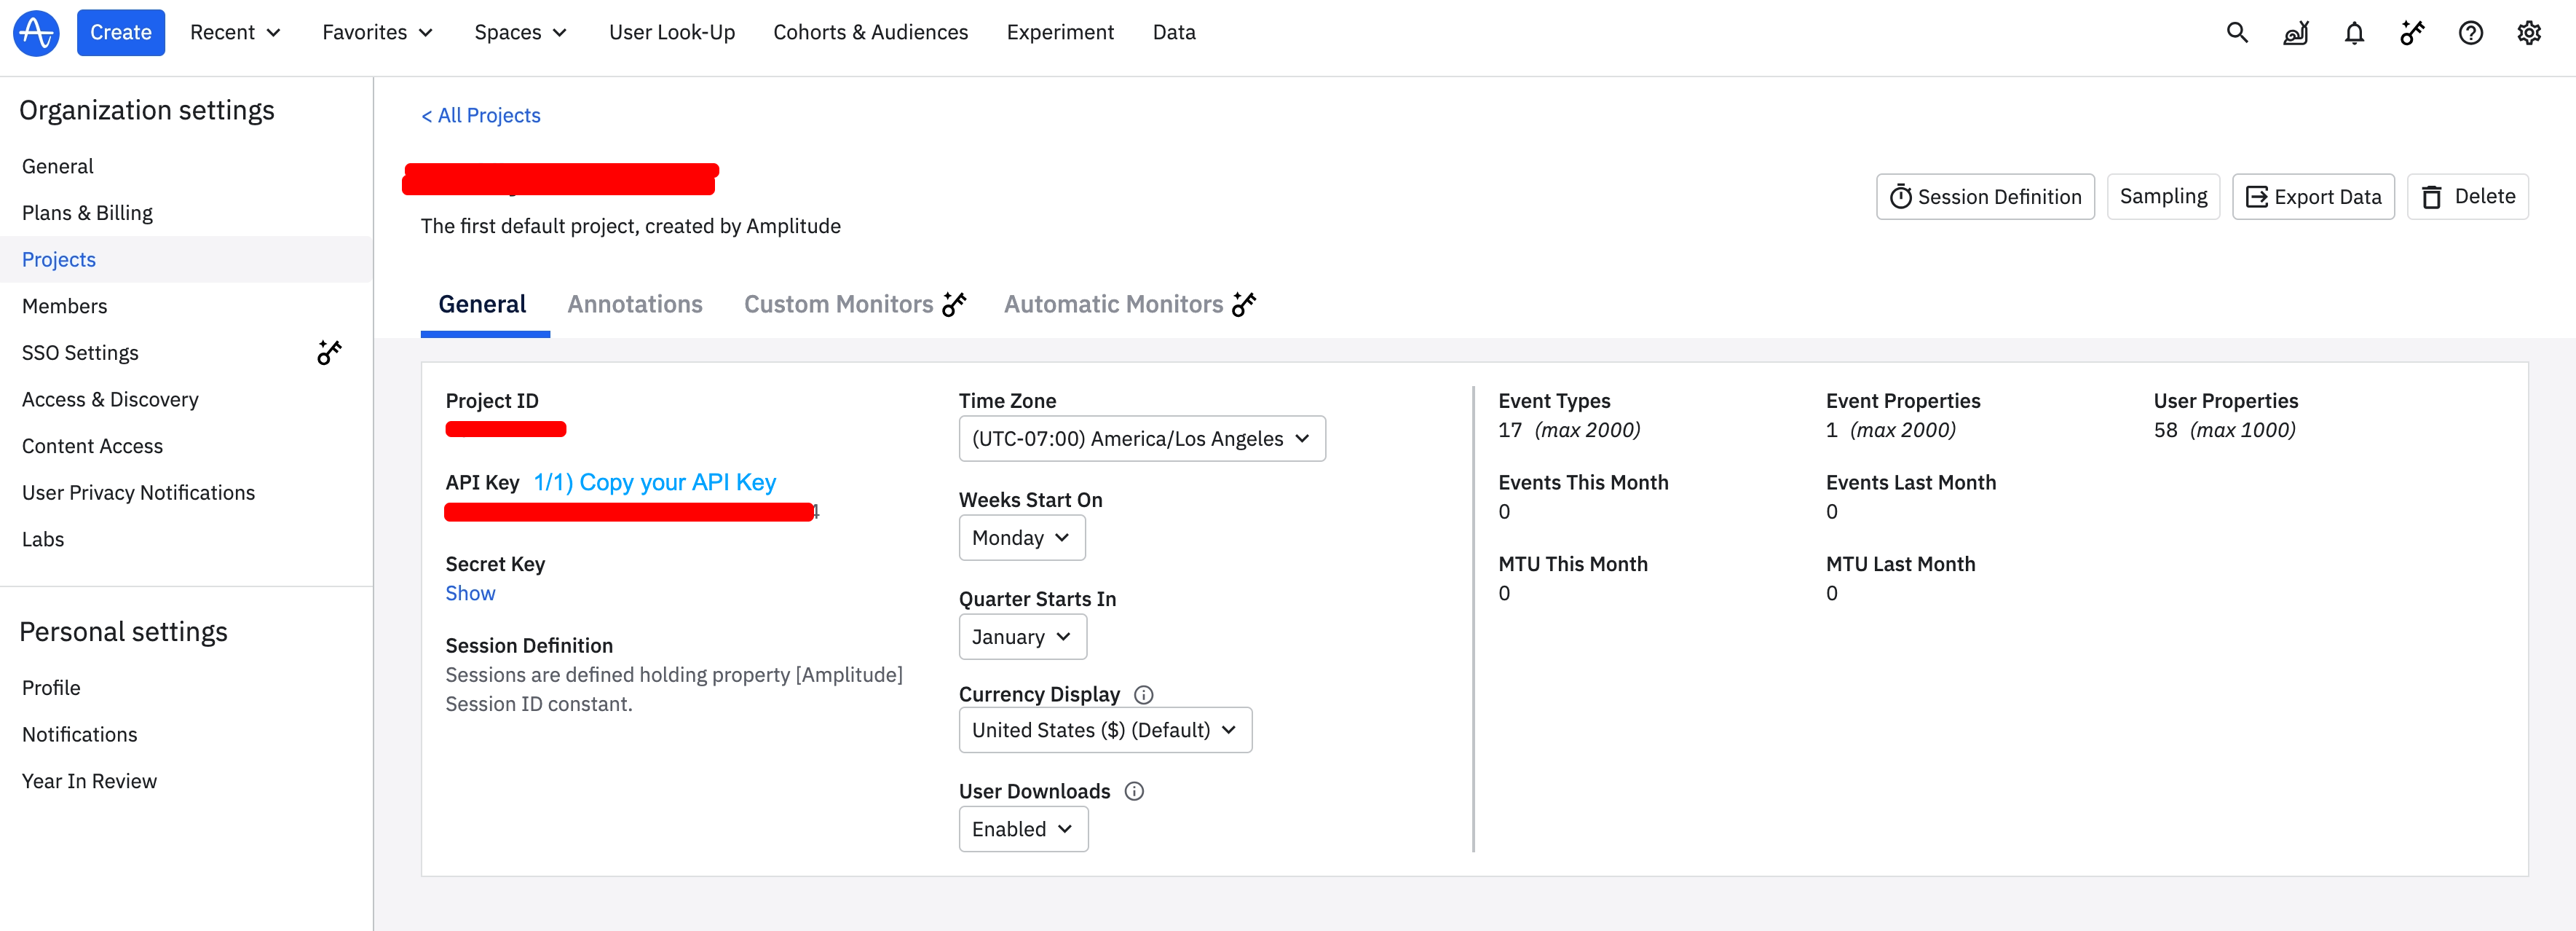 Create Recent Favorites Spaces User Look-Up Cohorts & Audiences Experiment Data
Organization settings
General
Plans & Billing
Projects
Members
SSO Settings
Access & Discovery
Content Access
User Privacy Notifications
Labs
Personal settings
Profile
Notifications
Year In Review
< All Projects
The first default project, created by Amplitude
Session Definition Sampling Export Data Delete
General Annotations Custom Monitors Automatic Monitors
Project ID
API Key 1/1) Copy your API Key
Secret Key
Show
Session Definition
Sessions are defined holding property [Amplitude]
Session ID constant.
Time Zone
(UTC-07:00) America/Los Angeles
Weeks Start On
Monday
Quarter Starts In
January
Currency Display
United States ($) (Default)
User Downloads
Enabled
Event Types
17 (max 2000)
Event Properties
1 (max 2000)
User Properties
58 (max 1000)
Events This Month
0
Events Last Month
0
MTU This Month
0
MTU Last Month
0